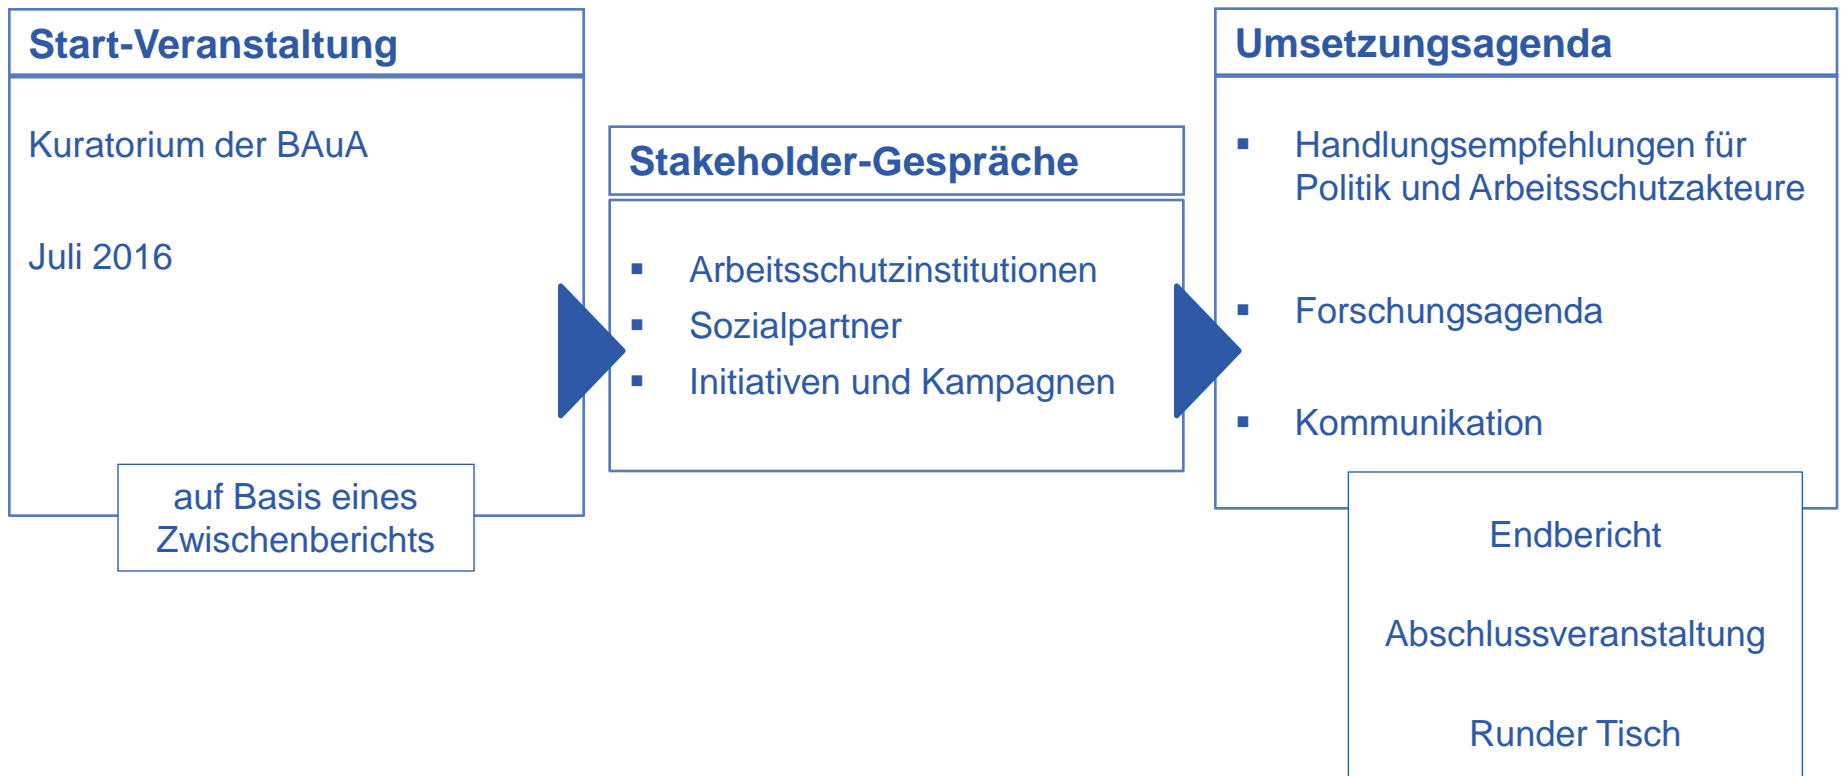 Start-Veranstaltung
Kuratorium der BAuA
Juli 2016
auf Basis eines
Zwischenberichts
Stakeholder-Gespräche
▪ Arbeitsschutzinstitutionen
▪ Sozialpartner
▪ Initiativen und Kampagnen
Umsetzungsagenda
▪ Handlungsempfehlungen für
Politik und Arbeitsschutzakteure
▪ Forschungsagenda
▪ Kommunikation
Endbericht
Abschlussveranstaltung
Runder Tisch